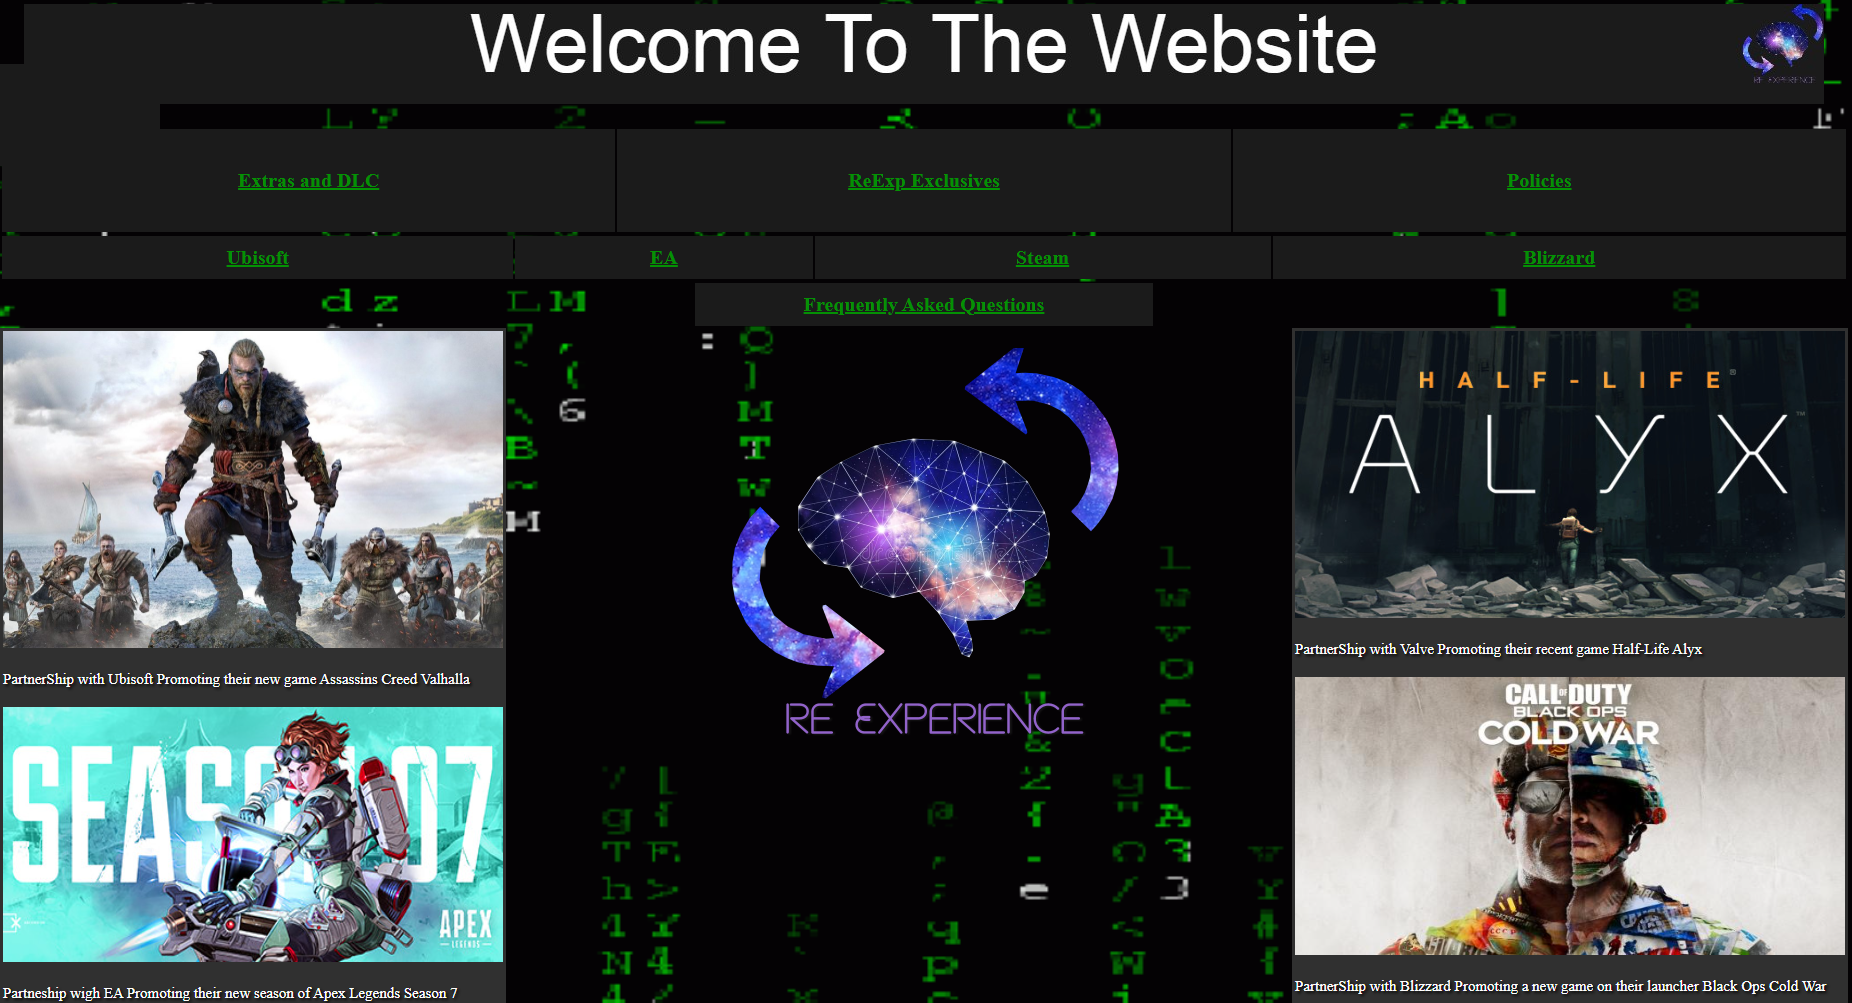 Welcome To The Website
RE EXPERIENCE
Extras and DLC
ReExp Exclusives
Policies
Ubisoft
EA
Steam
Blizzard
Frequently Asked Questions
PartnerShip with Ubisoft Promoting their new game Assassins Creed Valhalla
SEASON 07
APEX
LEGENDS
Partneship wigh EA Promoting their new season of Apex Legends Season 7
RE EXPERIENCE
HALF-LIFE
ALYX
PartnerShip with Valve Promoting their recent game Half-Life Alyx
CALL OF DUTY
BLACK OPS
COLD WAR
PartnerShip with Blizzard Promoting a new game on their launcher Black Ops Cold War